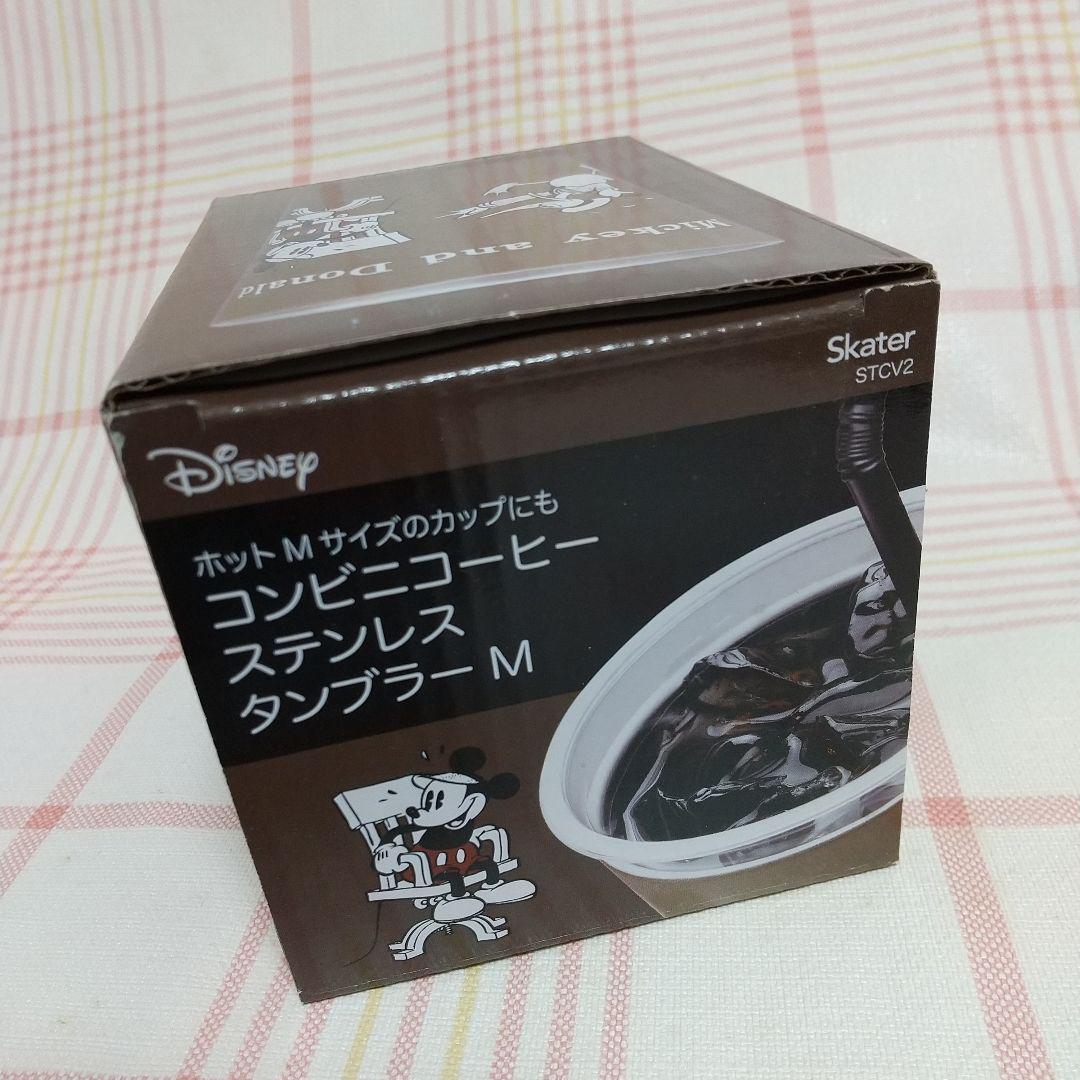 Mickey and Donald
Skater
STCV2
Disney
ホットMサイズのカップにも
コンビニコーヒー
ステンレス
タンブラーM